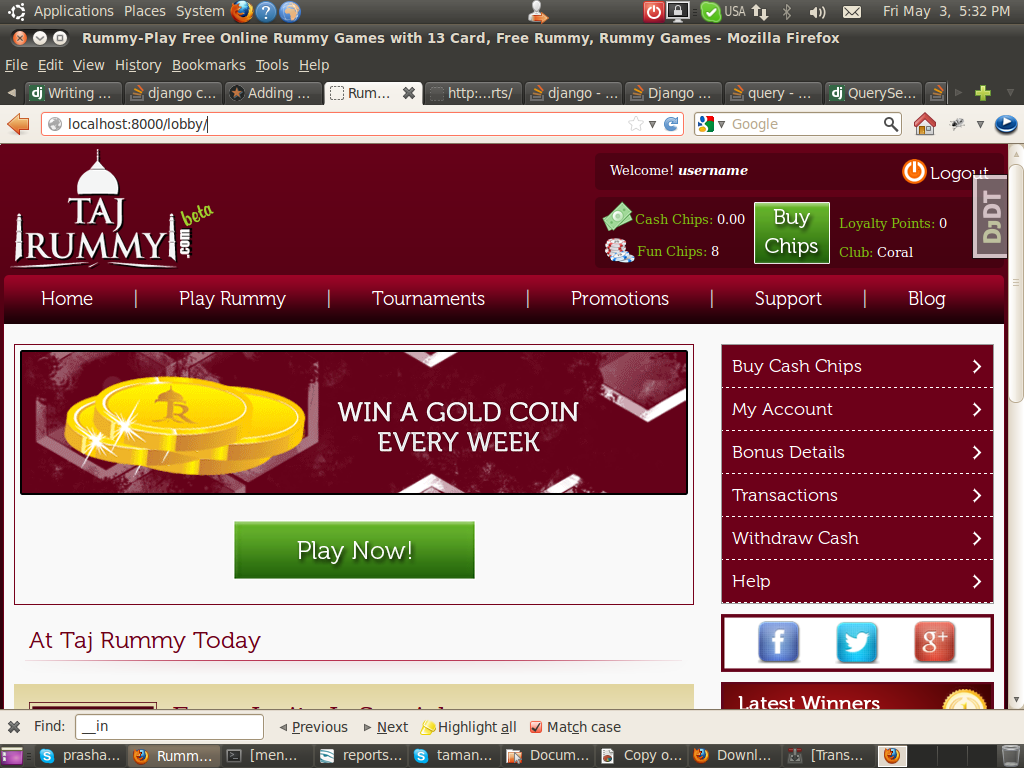 Applications Places System USA Fri May 3, 5:32 PM
Rummy-Play Free Online Rummy Games with 13 Card, Free Rummy, Rummy Games - Mozilla Firefox
File Edit View History Bookmarks Tools Help
dj Writing ... django c... Adding ... Rum... http:...rts/ django - ... Django ... query - ... dj QuerySe...
localhost:8000/lobby/ Google
TAJ
RUMMY
.com
beta
Welcome! username
Logout
Cash Chips: 0.00
Fun Chips: 8
Buy
Chips
Loyalty Points: 0
Club: Coral
DjDT
Home | Play Rummy | Tournaments | Promotions | Support | Blog
R
WIN A GOLD COIN
EVERY WEEK
Play Now!
At Taj Rummy Today
Buy Cash Chips
My Account
Bonus Details
Transactions
Withdraw Cash
Help
f g+
Latest Winners
Find: __in Previous Next Highlight all Match case
prasha... Rumm... [men... reports... taman... Docum... Copy o... Downl... [Trans...